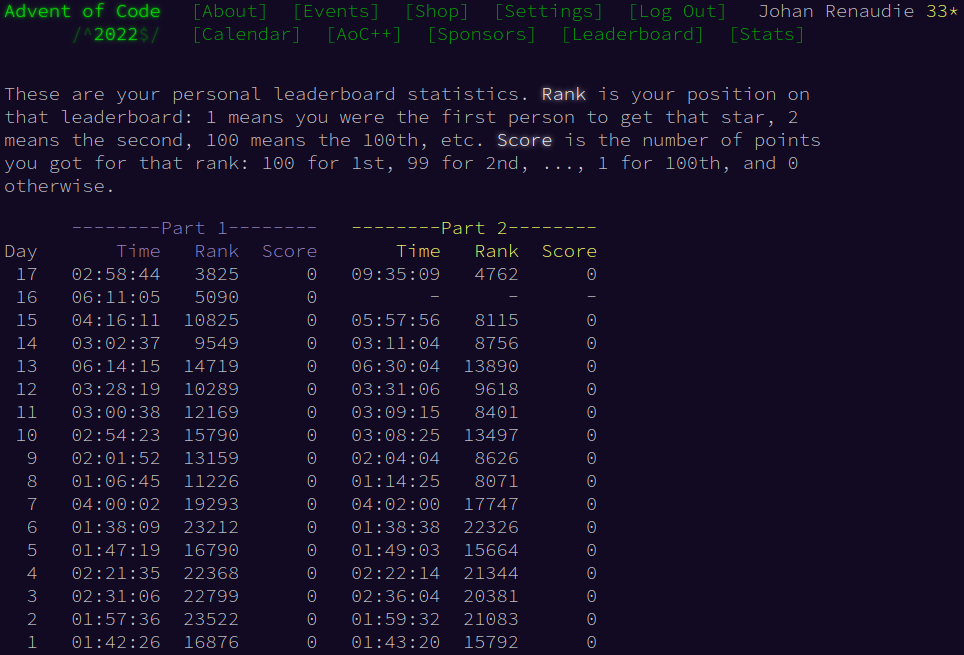 Advent of Code [About] [Events] [Shop] [Settings] [Log Out] Johan Renaudie 33*
/^2022$/ [Calendar] [AoC++] [Sponsors] [Leaderboard] [Stats]
These are your personal leaderboard statistics. Rank is your position on
that leaderboard: 1 means you were the first person to get that star, 2
means the second, 100 means the 100th, etc. Score is the number of points
you got for that rank: 100 for 1st, 99 for 2nd, ..., 1 for 100th, and 0
otherwise.
--------Part 1-------- --------Part 2--------
Day Time Rank Score Time Rank Score
17 02:58:44 3825 0 09:35:09 4762 0
16 06:11:05 5090 0 - - -
15 04:16:11 10825 0 05:57:56 8115 0
14 03:02:37 9549 0 03:11:04 8756 0
13 06:14:15 14719 0 06:30:04 13890 0
12 03:28:19 10289 0 03:31:06 9618 0
11 03:00:38 12169 0 03:09:15 8401 0
10 02:54:23 15790 0 03:08:25 13497 0
9 02:01:52 13159 0 02:04:04 8626 0
8 01:06:45 11226 0 01:14:25 8071 0
7 04:00:02 19293 0 04:02:00 17747 0
6 01:38:09 23212 0 01:38:38 22326 0
5 01:47:19 16790 0 01:49:03 15664 0
4 02:21:35 22368 0 02:22:14 21344 0
3 02:31:06 22799 0 02:36:04 20381 0
2 01:57:36 23522 0 01:59:32 21083 0
1 01:42:26 16876 0 01:43:20 15792 0